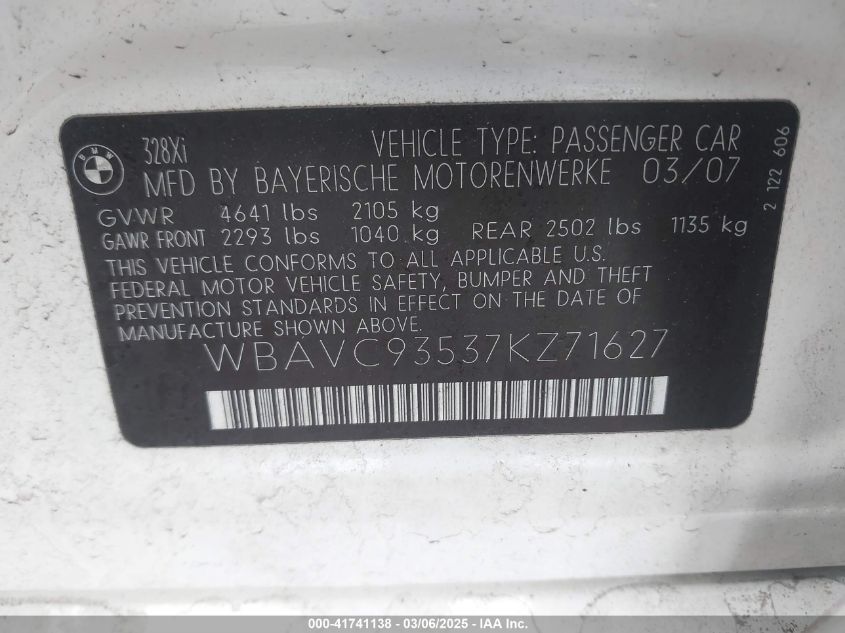 BMW
328Xi VEHICLE TYPE: PASSENGER CAR
MFD BY BAYERISCHE MOTORENWERKE 03/07
GVWR 4641 lbs 2105 kg
GAWR FRONT 2293 lbs 1040 kg REAR 2502 lbs 1135 kg
THIS VEHICLE CONFORMS TO ALL APPLICABLE U.S.
FEDERAL MOTOR VEHICLE SAFETY, BUMPER AND THEFT
PREVENTION STANDARDS IN EFFECT ON THE DATE OF
MANUFACTURE SHOWN ABOVE.
WBAVC93537KZ71627
2 122 606
000-41741138 - 03/06/2025 - IAA Inc.